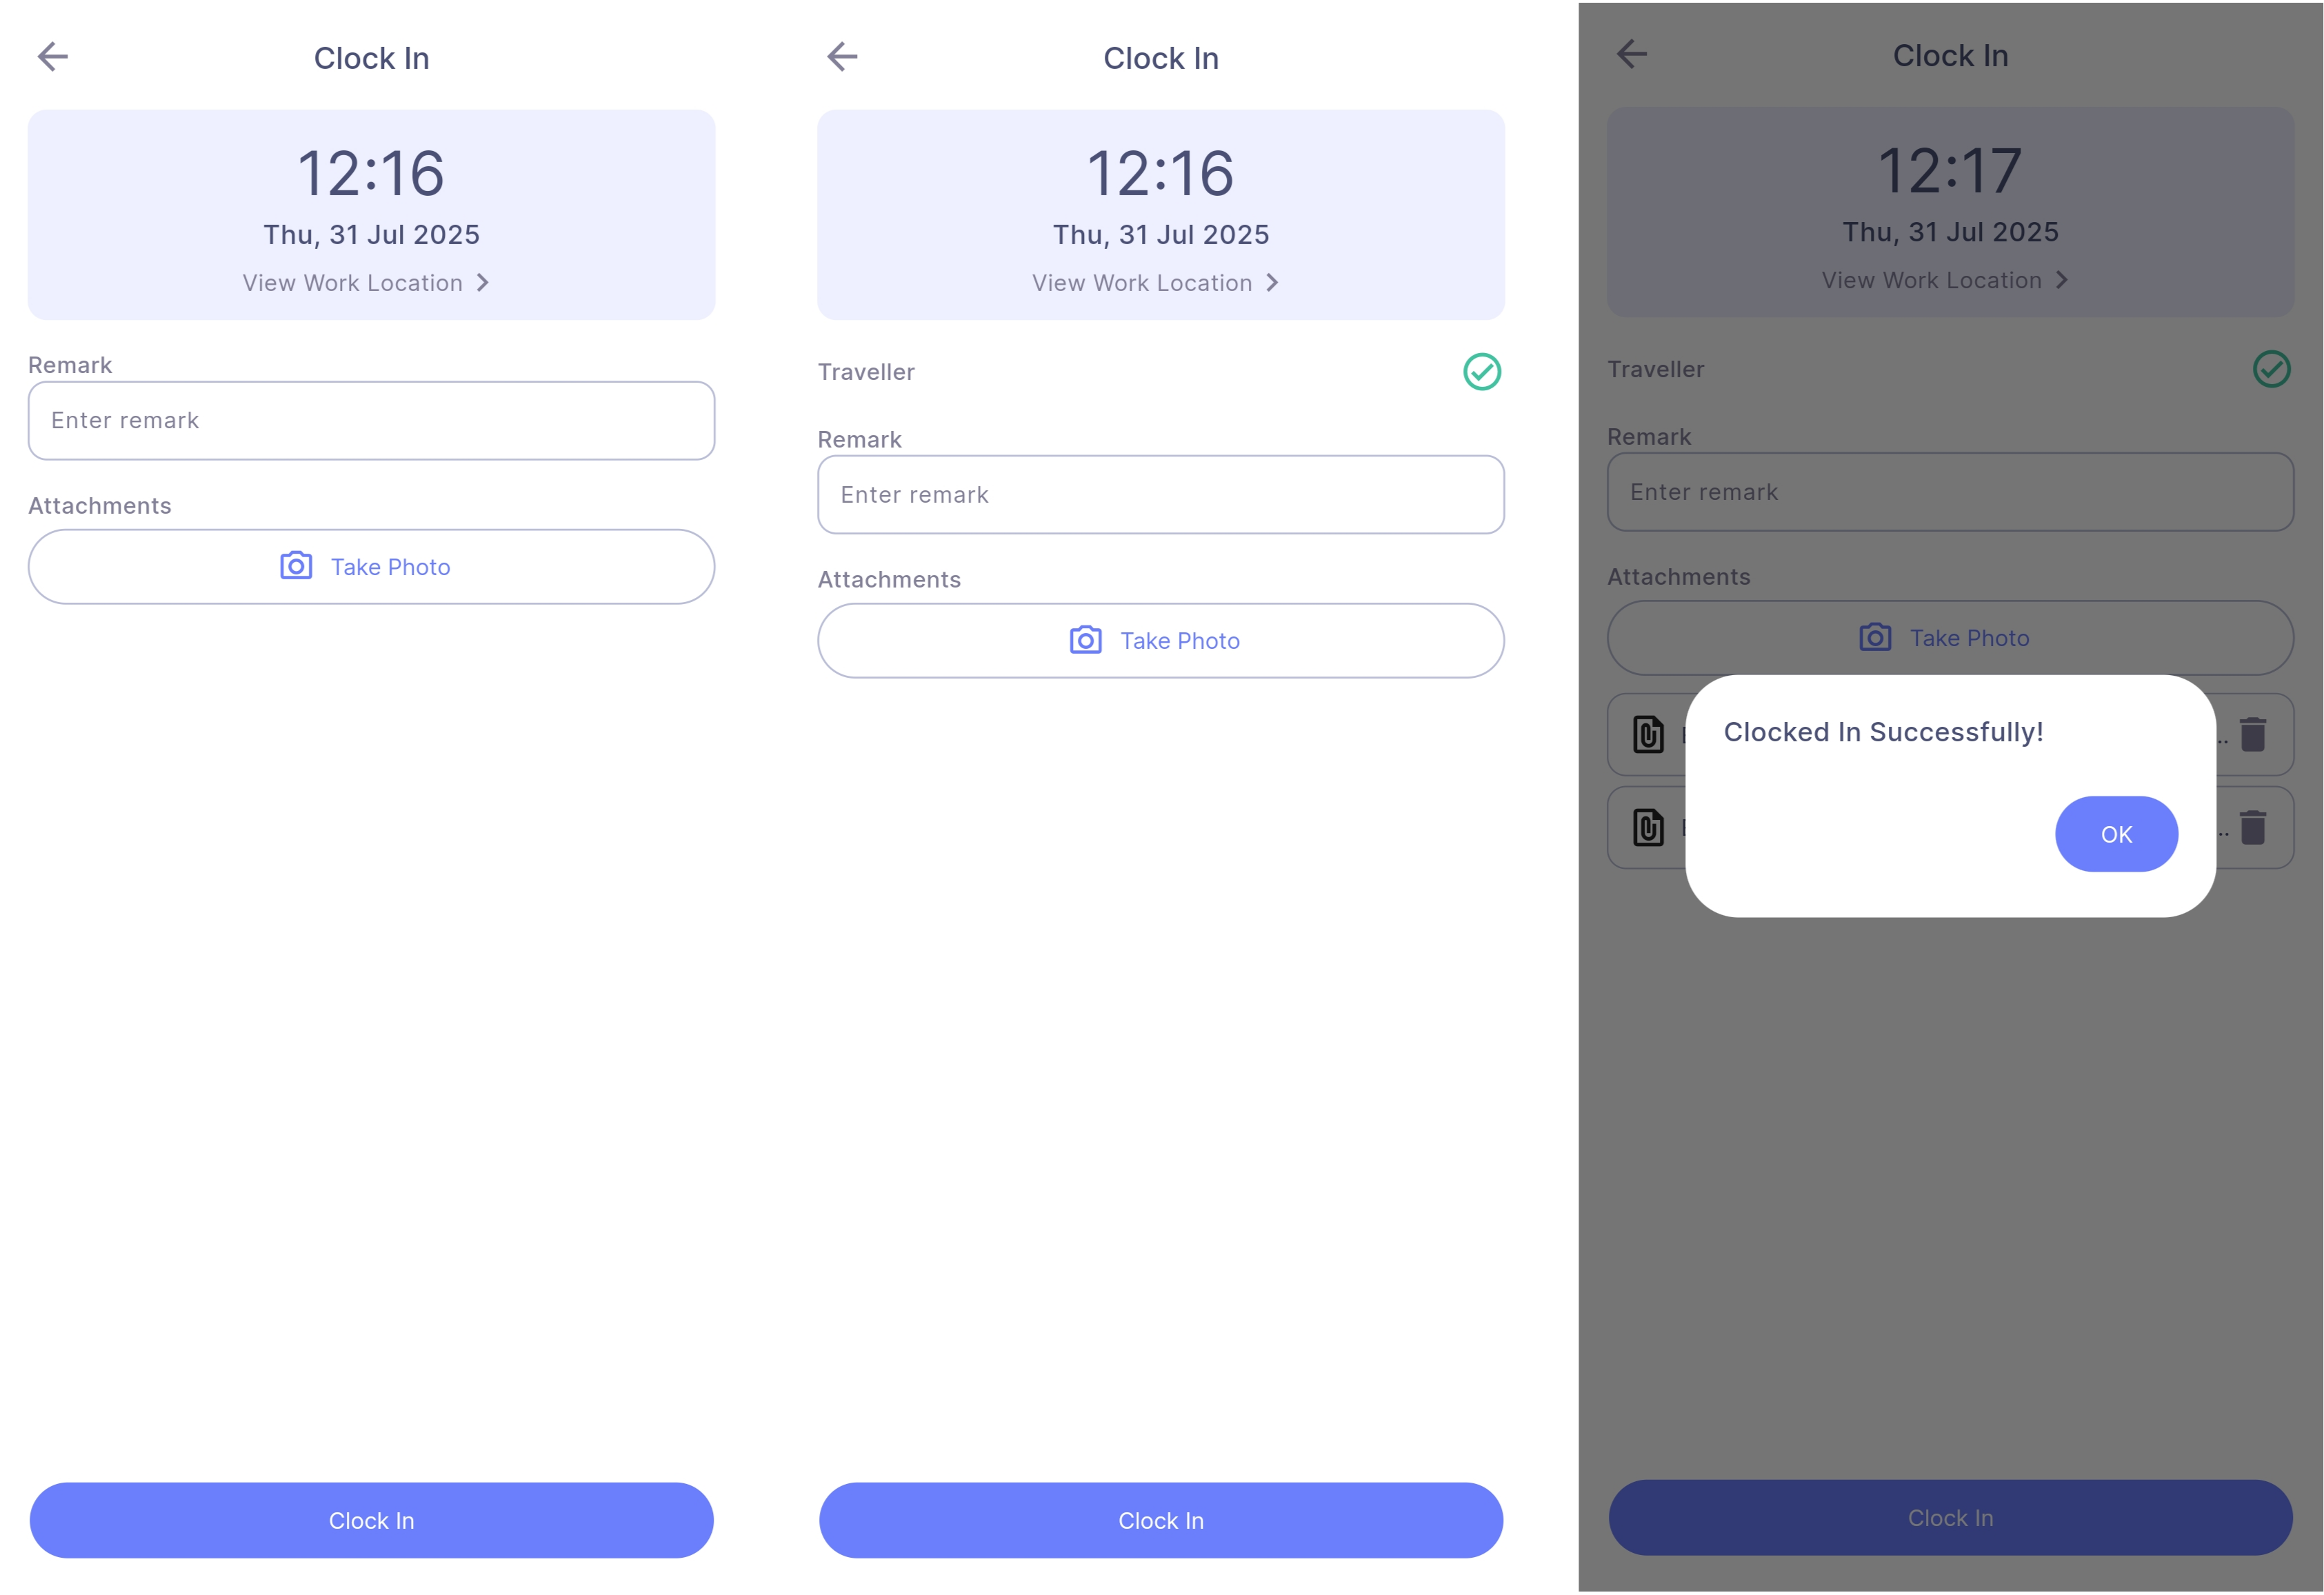 Clock In
12:16
Thu, 31 Jul 2025
View Work Location
Remark
Enter remark
Attachments
Take Photo
Clock In
Clock In
12:16
Thu, 31 Jul 2025
View Work Location
Traveller
Remark
Enter remark
Attachments
Take Photo
Clock In
Clock In
12:17
Thu, 31 Jul 2025
View Work Location
Traveller
Remark
Enter remark
Attachments
Take Photo
Clocked In Successfully!
OK
Clock In